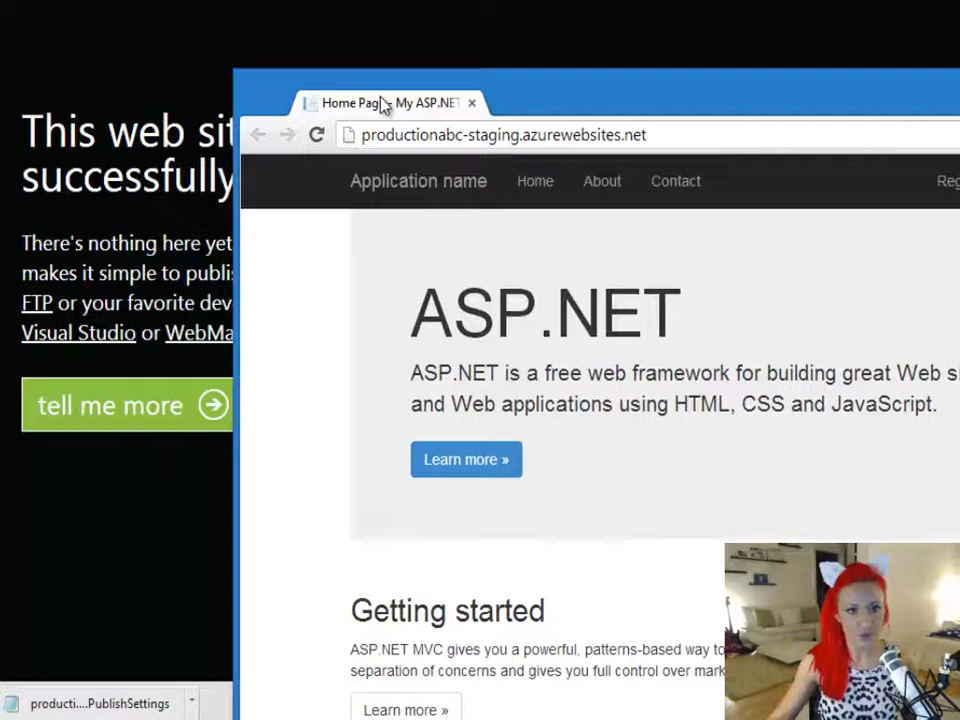 This web sit
successfully
There's nothing here yet
makes it simple to publis
FTP or your favorite dev
Visual Studio or WebMa
tell me more
producti....PublishSettings
Home Page My ASP.NET
productionabc-staging.azurewebsites.net
Application name Home About Contact Reg
ASP.NET
ASP.NET is a free web framework for building great Web si
and Web applications using HTML, CSS and JavaScript.
Learn more »
Getting started
ASP.NET MVC gives you a powerful, patterns-based way to
separation of concerns and gives you full control over mark
Learn more »